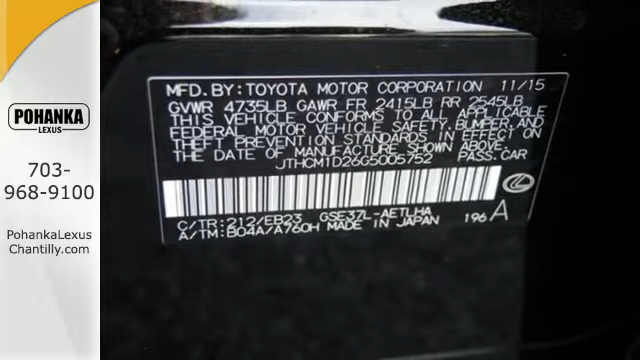 POHANKA
LEXUS
703-
968-9100
PohankaLexus
Chantilly.com
MFD. BY: TOYOTA MOTOR CORPORATION 11/15
GVWR 4735LB GAWR FR 2415LB RR 2545LB
THIS VEHICLE CONFORMS TO ALL APPLICABLE
FEDERAL MOTOR VEHICLE SAFETY, BUMPER, AND
THEFT PREVENTION STANDARDS IN EFFECT ON
THE DATE OF MANUFACTURE SHOWN ABOVE.
JTHCM1D26G5005752 PASS. CAR
C/TR: 212/EB23 GSE37L-AETLHA 196 A
A/TM: B04A/A760H MADE IN JAPAN